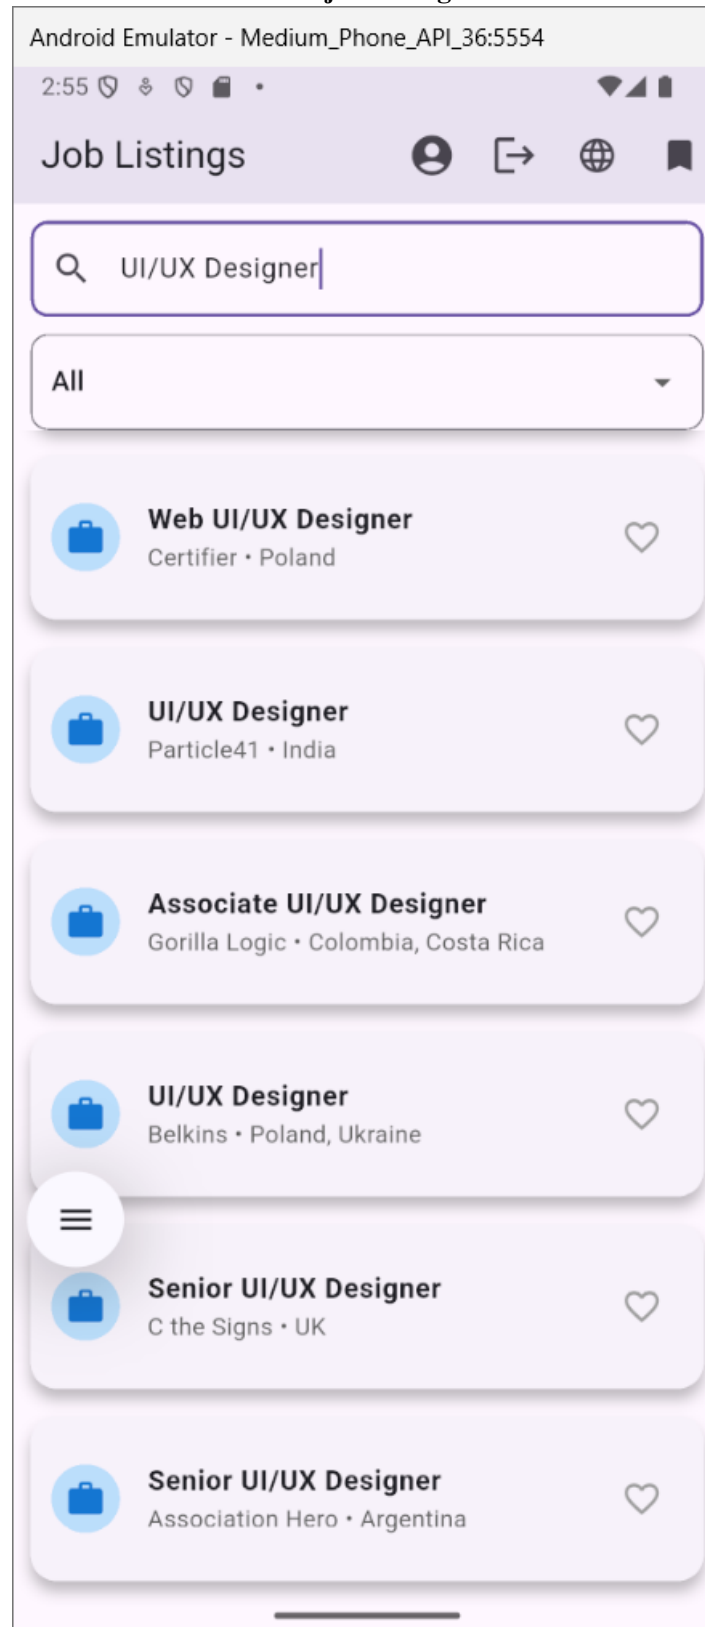 Android Emulator - Medium_Phone_API_36:5554
2:55
Job Listings
UI/UX Designer
All
Web UI/UX Designer
Certifier • Poland
UI/UX Designer
Particle41 • India
Associate UI/UX Designer
Gorilla Logic • Colombia, Costa Rica
UI/UX Designer
Belkins • Poland, Ukraine
Senior UI/UX Designer
C the Signs • UK
Senior UI/UX Designer
Association Hero • Argentina